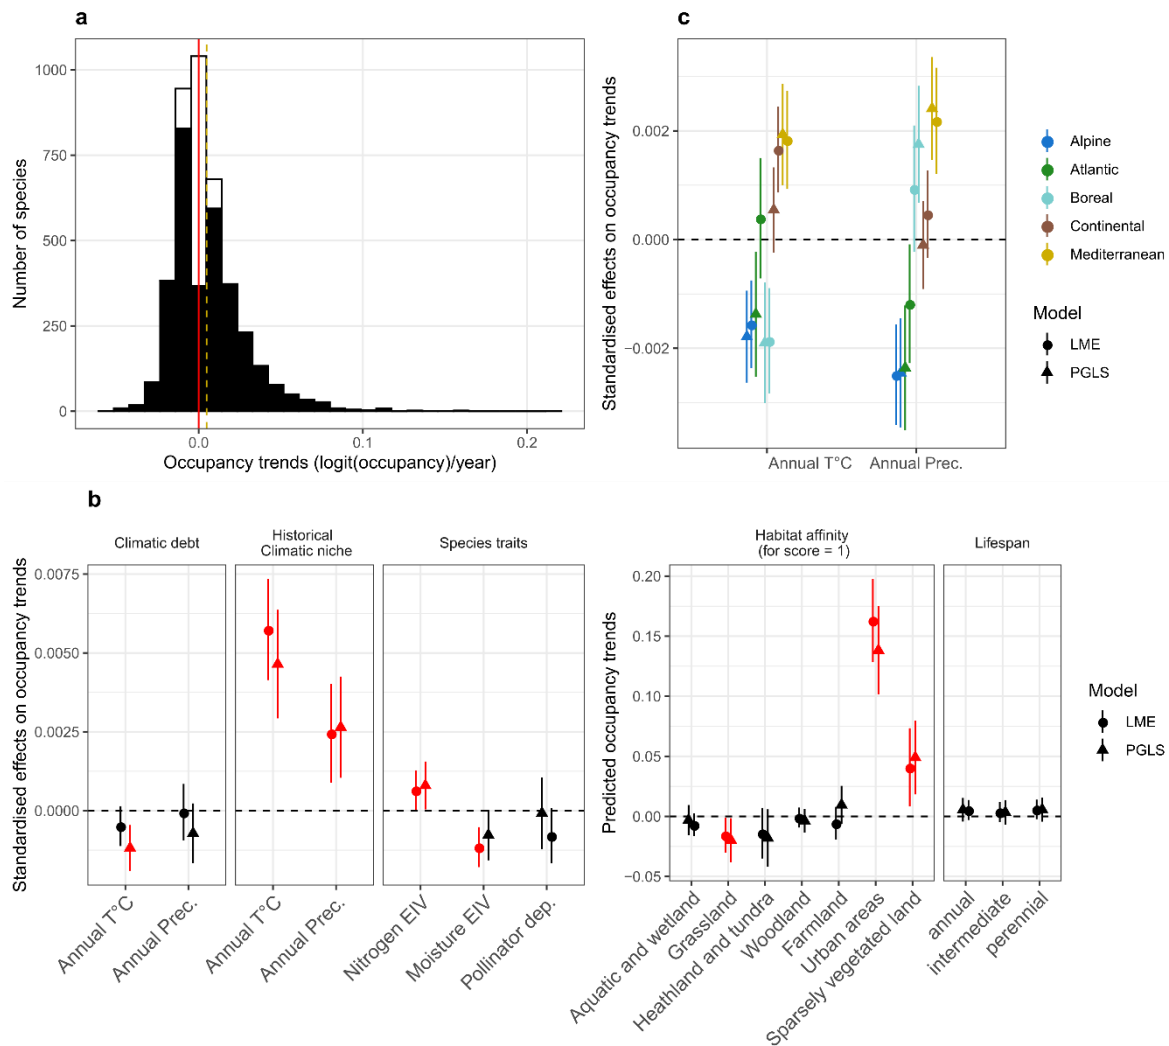 a
Number of species
1000
750
500
250
0
0.0
0.1
0.2
Occupancy trends (logit(occupancy)/year)
c
Standardised effects on occupancy trends
0.002
0.000
−0.002
Annual T°C
Annual Prec.
Alpine
Atlantic
Boreal
Continental
Mediterranean
Model
LME
PGLS
b
Standardised effects on occupancy trends
Climatic debt
Historical
Climatic niche
Species traits
0.0075
0.0050
0.0025
0.0000
Annual T°C
Annual Prec.
Annual T°C
Annual Prec.
Nitrogen EIV
Moisture EIV
Pollinator dep.
Predicted occupancy trends
Habitat affinity
(for score = 1)
Lifespan
0.20
0.15
0.10
0.05
0.00
−0.05
Aquatic and wetland
Grassland
Heathland and tundra
Woodland
Farmland
Urban areas
Sparsely vegetated land
annual
intermediate
perennial
Model
LME
PGLS